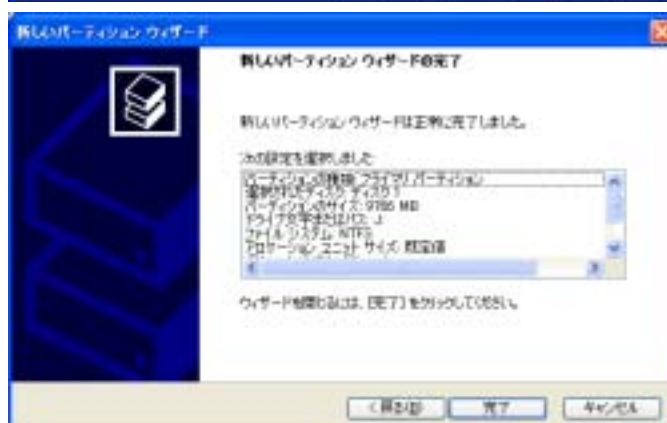 新しいパーティション ウィザード
新しいパーティション ウィザードの完了
新しいパーティション ウィザードは正常に完了しました。
次の設定を選択しました
パーティションの種類: プライマリ パーティション
選択されたディスク: ディスク 1
パーティションのサイズ: 9786 MB
ドライブ文字またはパス: J:
ファイル システム: NTFS
アロケーション ユニット サイズ: 既定値
ウィザードを閉じるには、[完了] をクリックしてください。
< 戻る(B) 完了 キャンセル